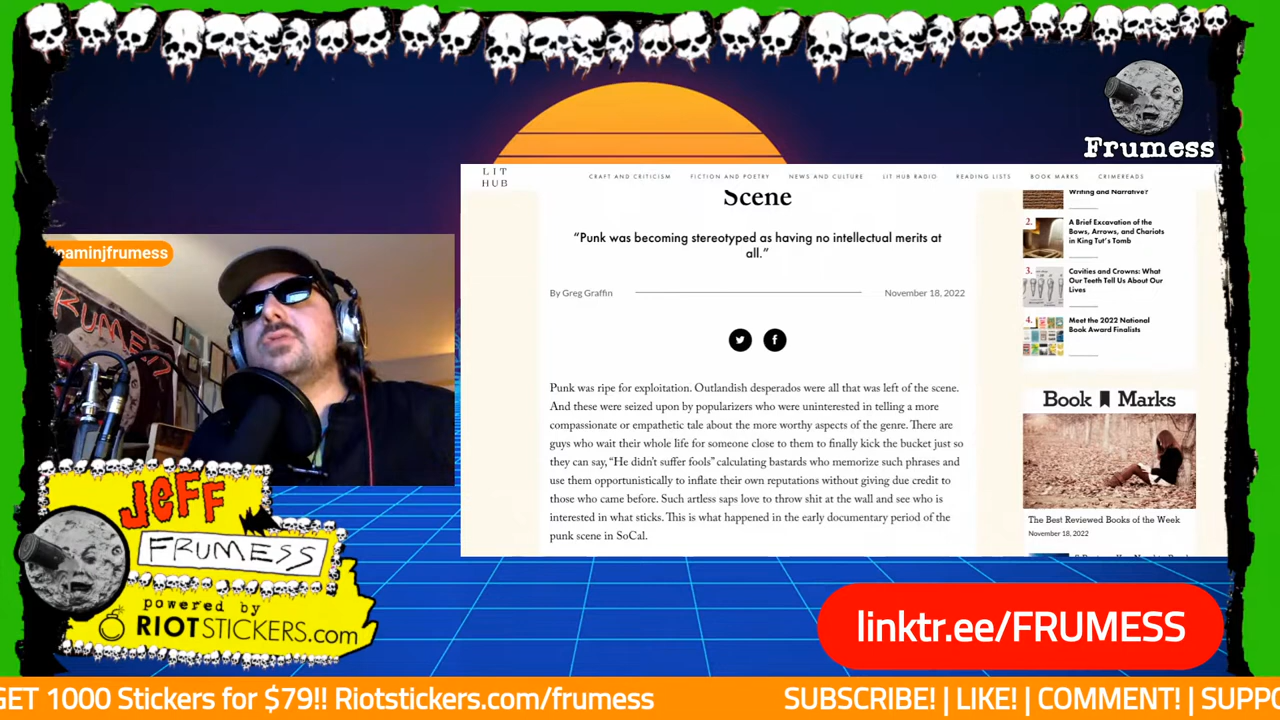 Frumess
LIT
HUB
CRAFT AND CRITICISM FICTION AND POETRY NEWS AND CULTURE LIT HUB RADIO READING LISTS BOOK MARKS CRIMEREADS
Scene
“Punk was becoming stereotyped as having no intellectual merits at
all.”
By Greg Graffin
November 18, 2022
Punk was ripe for exploitation. Outlandish desperados were all that was left of the scene.
And these were seized upon by popularizers who were uninterested in telling a more
compassionate or empathetic tale about the more worthy aspects of the genre. There are
guys who wait their whole life for someone close to them to finally kick the bucket just so
they can say, “He didn’t suffer fools” calculating bastards who memorize such phrases and
use them opportunistically to inflate their own reputations without giving due credit to
those who came before. Such artless saps love to throw shit at the wall and see who is
interested in what sticks. This is what happened in the early documentary period of the
punk scene in SoCal.
Writing and Narrative?
2.
A Brief Excavation of the
Bows, Arrows, and Chariots
in King Tut's Tomb
3.
Cavities and Crowns: What
Our Teeth Tell Us About Our
Lives
4.
Meet the 2022 National
Book Award Finalists
Book Marks
The Best Reviewed Books of the Week
November 18, 2022
eaminjfrumess
JEFF
FRUMESS
powered by
RIOTSTICKERS.com
linktr.ee/FRUMESS
GET 1000 Stickers for $79!! Riotstickers.com/frumess SUBSCRIBE! | LIKE! | COMMENT! | SUPPO